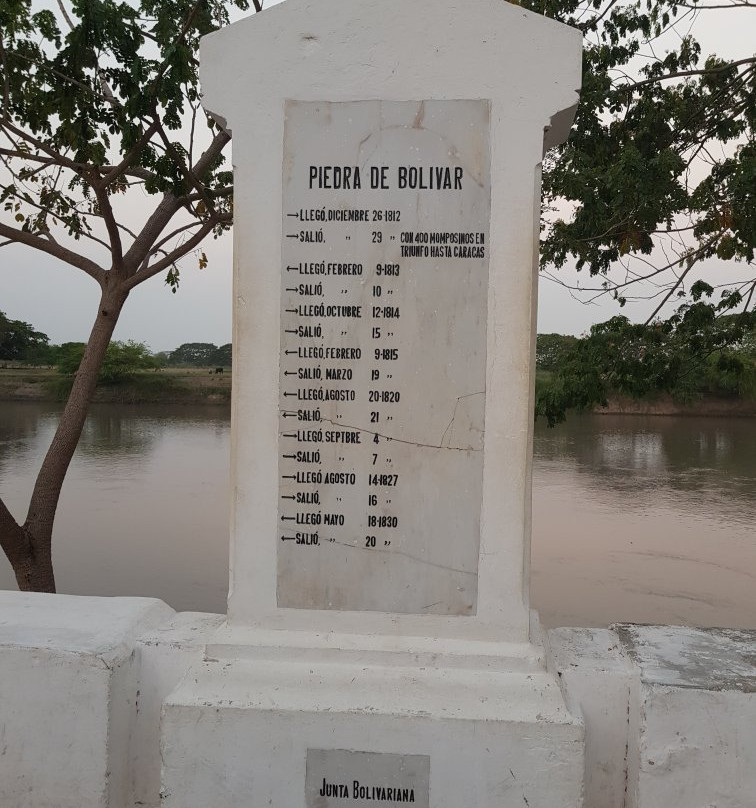 PIEDRA DE BOLIVAR
→LLEGÓ, DICIEMBRE 26-1812
→SALIÓ, " 29 " CON 400 MOMPOSINOS EN
TRIUNFO HASTA CARACAS
←LLEGÓ, FEBRERO 9-1813
→SALIÓ, " 10 "
→LLEGÓ, OCTUBRE 12-1814
→SALIÓ, " 15 "
←LLEGÓ, FEBRERO 9-1815
←SALIÓ, MARZO 19 "
←LLEGÓ, AGOSTO 20-1820
←SALIÓ, " 21 "
←LLEGÓ, SEPTBRE 4 "
→SALIÓ, " 7 "
→LLEGÓ AGOSTO 14-1827
→SALIÓ, " 16 "
←LLEGÓ MAYO 18-1830
←SALIÓ, " 20 "
JUNTA BOLIVARIANA